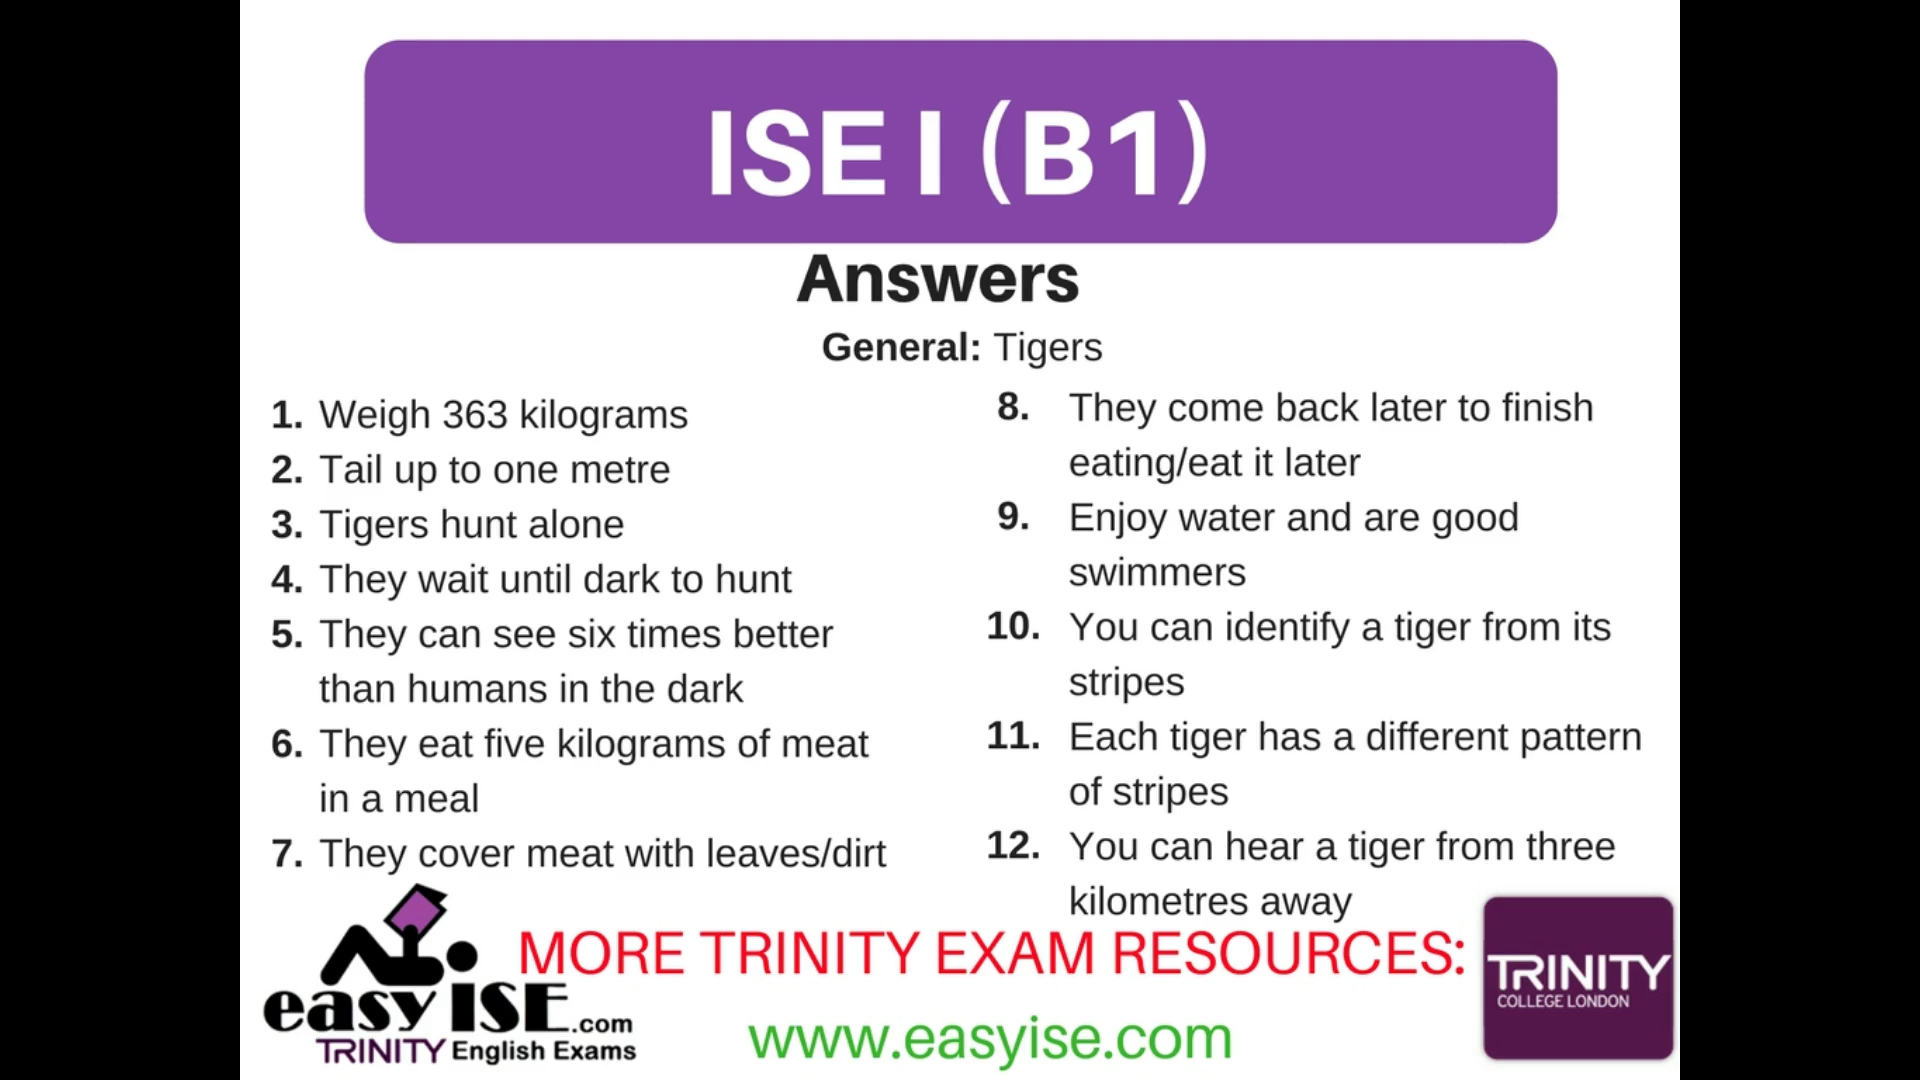 ISE I (B1)
Answers
General: Tigers
1. Weigh 363 kilograms
2. Tail up to one metre
3. Tigers hunt alone
4. They wait until dark to hunt
5. They can see six times better
than humans in the dark
6. They eat five kilograms of meat
in a meal
7. They cover meat with leaves/dirt
8. They come back later to finish
eating/eat it later
9. Enjoy water and are good
swimmers
10. You can identify a tiger from its
stripes
11. Each tiger has a different pattern
of stripes
12. You can hear a tiger from three
kilometres away
MORE TRINITY EXAM RESOURCES:
www.easyise.com
easy ISE.com
TRINITY English Exams
TRINITY
COLLEGE LONDON